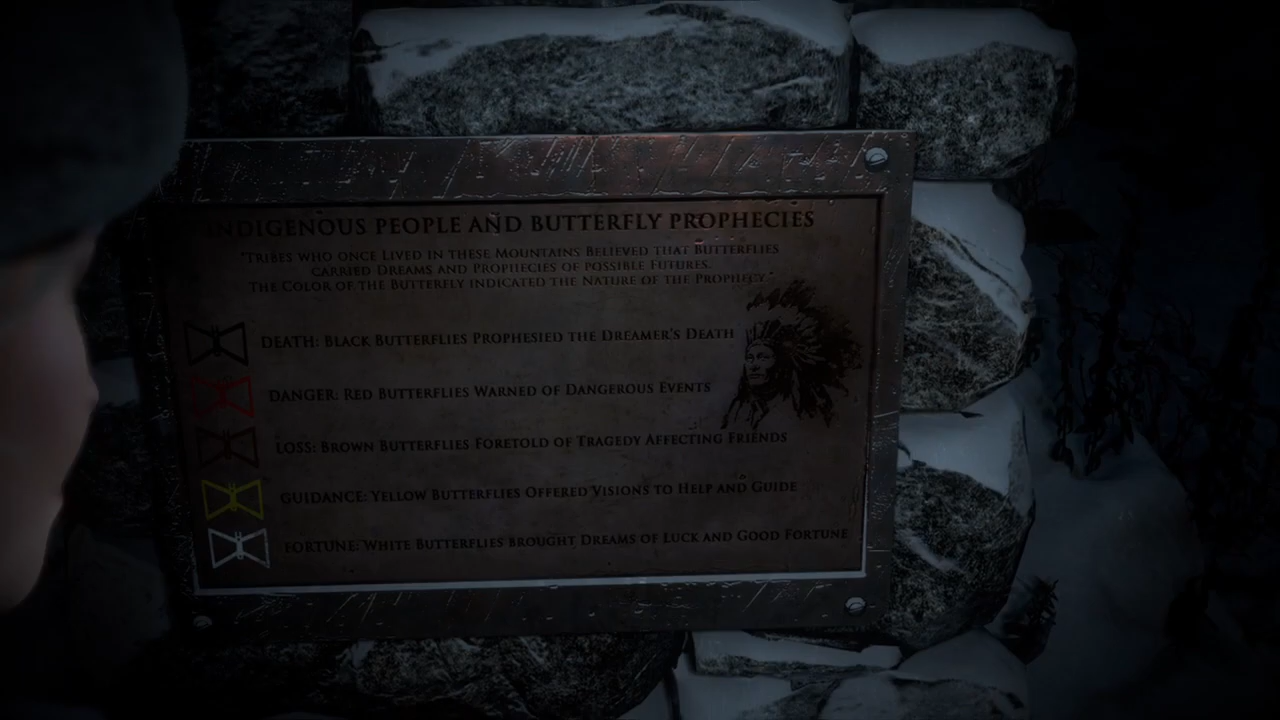 INDIGENOUS PEOPLE AND BUTTERFLY PROPHECIES
"TRIBES WHO ONCE LIVED IN THESE MOUNTAINS BELIEVED THAT BUTTERFLIES
CARRIED DREAMS AND PROPHECIES OF POSSIBLE FUTURES.
THE COLOR OF THE BUTTERFLY INDICATED THE NATURE OF THE PROPHECY."
DEATH: BLACK BUTTERFLIES PROPHESIED THE DREAMER'S DEATH
DANGER: RED BUTTERFLIES WARNED OF DANGEROUS EVENTS
LOSS: BROWN BUTTERFLIES FORETOLD OF TRAGEDY AFFECTING FRIENDS
GUIDANCE: YELLOW BUTTERFLIES OFFERED VISIONS TO HELP AND GUIDE
FORTUNE: WHITE BUTTERFLIES BROUGHT DREAMS OF LUCK AND GOOD FORTUNE